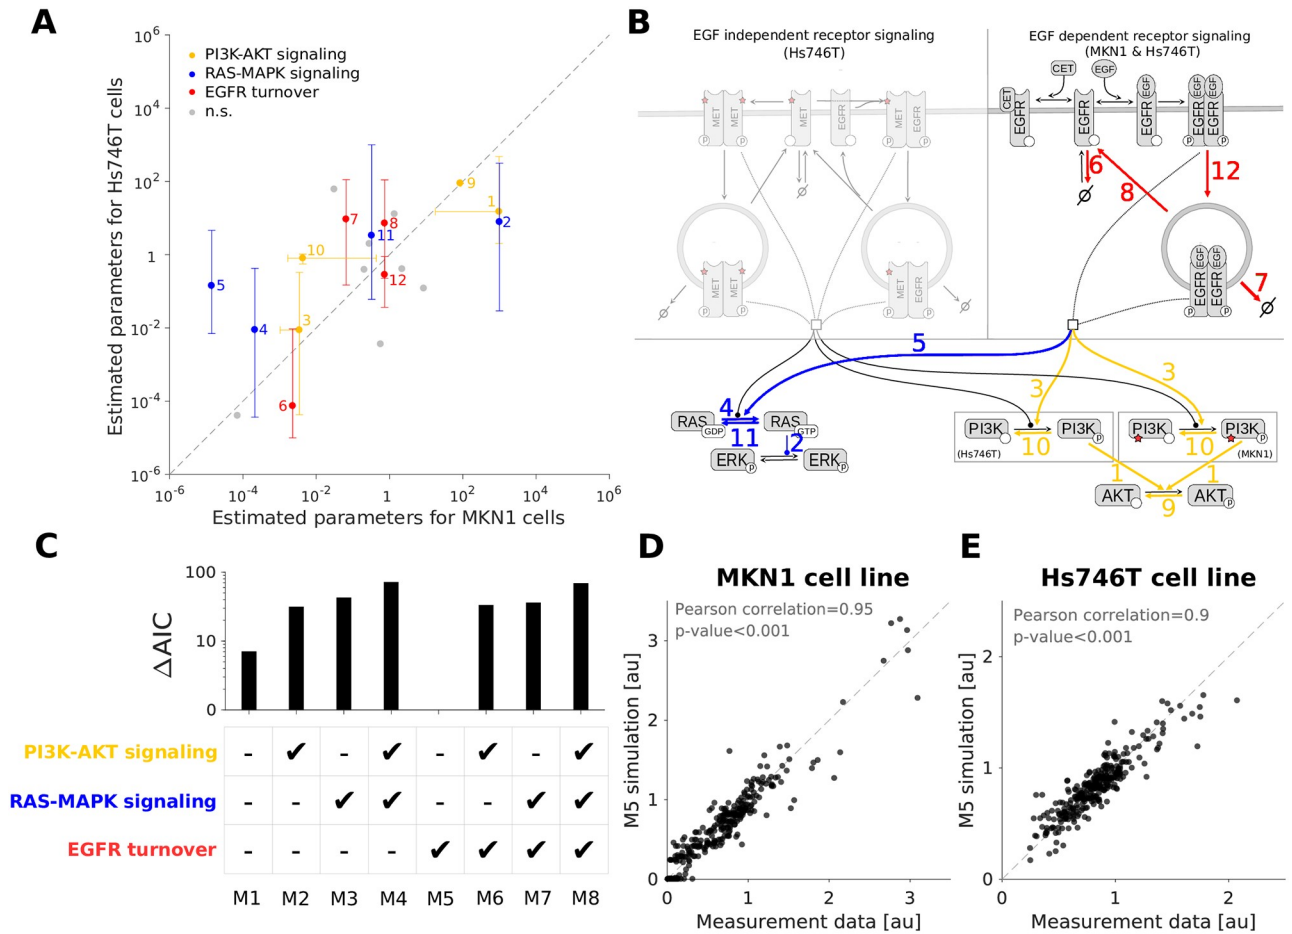 A
Estimated parameters for Hs746T cells
10^6
10^4
10^2
1
10^-2
10^-4
10^-6
PI3K-AKT signaling
RAS-MAPK signaling
EGFR turnover
n.s.
9
1
2
7
8
11
10
12
5
4
3
6
10^-6 10^-4 10^-2 1 10^2 10^4 10^6
Estimated parameters for MKN1 cells
B
EGF independent receptor signaling
(Hs746T)
EGF dependent receptor signaling
(MKN1 & Hs746T)
CET EGF
MET MET P P
MET EGFR
MET EGFR P P
CET EGFR
EGFR
EGF EGFR
EGF EGF EGFR EGFR P P
6
8
12
7
∅ ∅ ∅ ∅ ∅
MET MET P P
MET EGFR P P
EGF EGF EGFR EGFR P P
5
3 3
4
RAS GDP RAS GTP
11
2
ERK P ERK P
PI3K PI3K P
10
(Hs746T)
PI3K PI3K P
10
(MKN1)
1 1
AKT AKT P
9
C
ΔAIC
100
10
0
PI3K-AKT signaling - ✔ - ✔ - ✔ - ✔
RAS-MAPK signaling - - ✔ ✔ - - ✔ ✔
EGFR turnover - - - - ✔ ✔ ✔ ✔
M1 M2 M3 M4 M5 M6 M7 M8
D
MKN1 cell line
Pearson correlation=0.95
p-value<0.001
M5 simulation [au]
3
2
1
0
0 1 2 3
Measurement data [au]
E
Hs746T cell line
Pearson correlation=0.9
p-value<0.001
M5 simulation [au]
2
1
0
0 1 2
Measurement data [au]